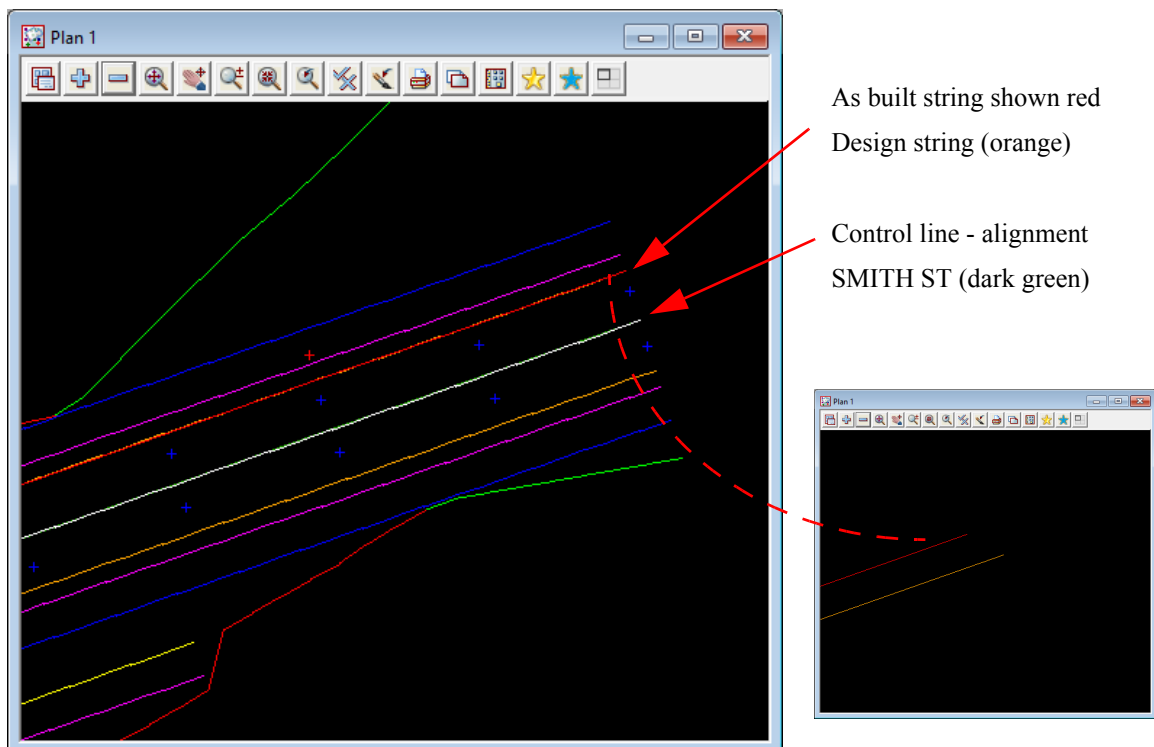 Plan 1
As built string shown red
Design string (orange)
Control line - alignment
SMITH ST (dark green)
Plan 1